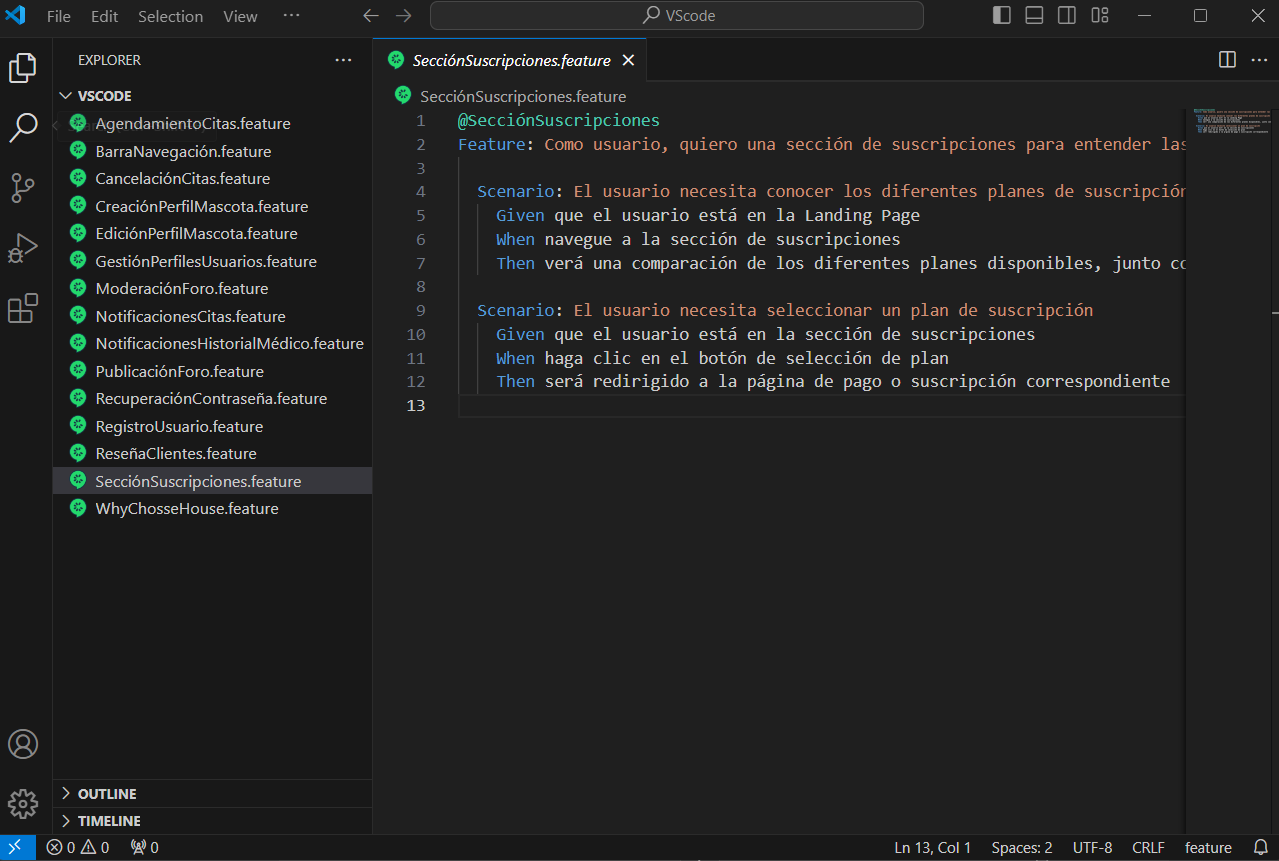 File Edit Selection View ··· VScode
EXPLORER ···
VSCODE
AgendamientoCitas.feature
BarraNavegación.feature
CancelaciónCitas.feature
CreaciónPerfilMascota.feature
EdiciónPerfilMascota.feature
GestiónPerfilesUsuarios.feature
ModeraciónForo.feature
NotificacionesCitas.feature
NotificacionesHistorialMédico.feature
PublicaciónForo.feature
RecuperaciónContraseña.feature
RegistroUsuario.feature
ReseñaClientes.feature
SecciónSuscripciones.feature
WhyChosseHouse.feature
OUTLINE
TIMELINE
SecciónSuscripciones.feature
SecciónSuscripciones.feature
1 @SecciónSuscripciones
2 Feature: Como usuario, quiero una sección de suscripciones para entender las
3
4 Scenario: El usuario necesita conocer los diferentes planes de suscripción
5 Given que el usuario está en la Landing Page
6 When navegue a la sección de suscripciones
7 Then verá una comparación de los diferentes planes disponibles, junto co
8
9 Scenario: El usuario necesita seleccionar un plan de suscripción
10 Given que el usuario está en la sección de suscripciones
11 When haga clic en el botón de selección de plan
12 Then será redirigido a la página de pago o suscripción correspondiente
13
0 0 0 Ln 13, Col 1 Spaces: 2 UTF-8 CRLF feature